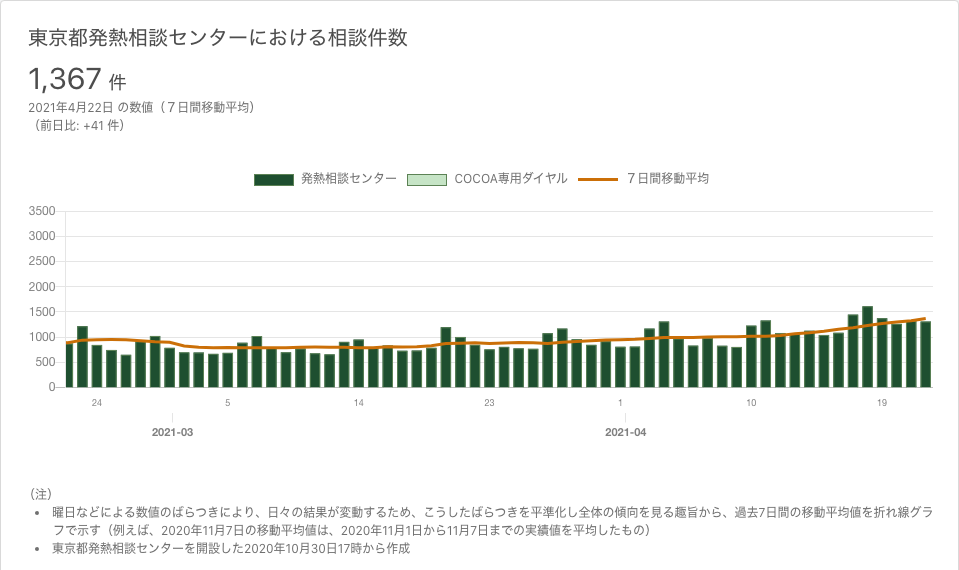 東京都発熱相談センターにおける相談件数
1,367 件
2021年4月22日 の数値（７日間移動平均）
（前日比: +41 件）
発熱相談センター COCOA専用ダイヤル ７日間移動平均
3500
3000
2500
2000
1500
1000
500
0
24 5 14 23 1 10 19
2021-03 2021-04
（注）
• 曜日などによる数値のばらつきにより、日々の結果が変動するため、こうしたばらつきを平準化し全体の傾向を見る趣旨から、過去7日間の移動平均値を折れ線グラ
フで示す（例えば、2020年11月7日の移動平均値は、2020年11月1日から11月7日までの実績値を平均したもの）
• 東京都発熱相談センターを開設した2020年10月30日17時から作成